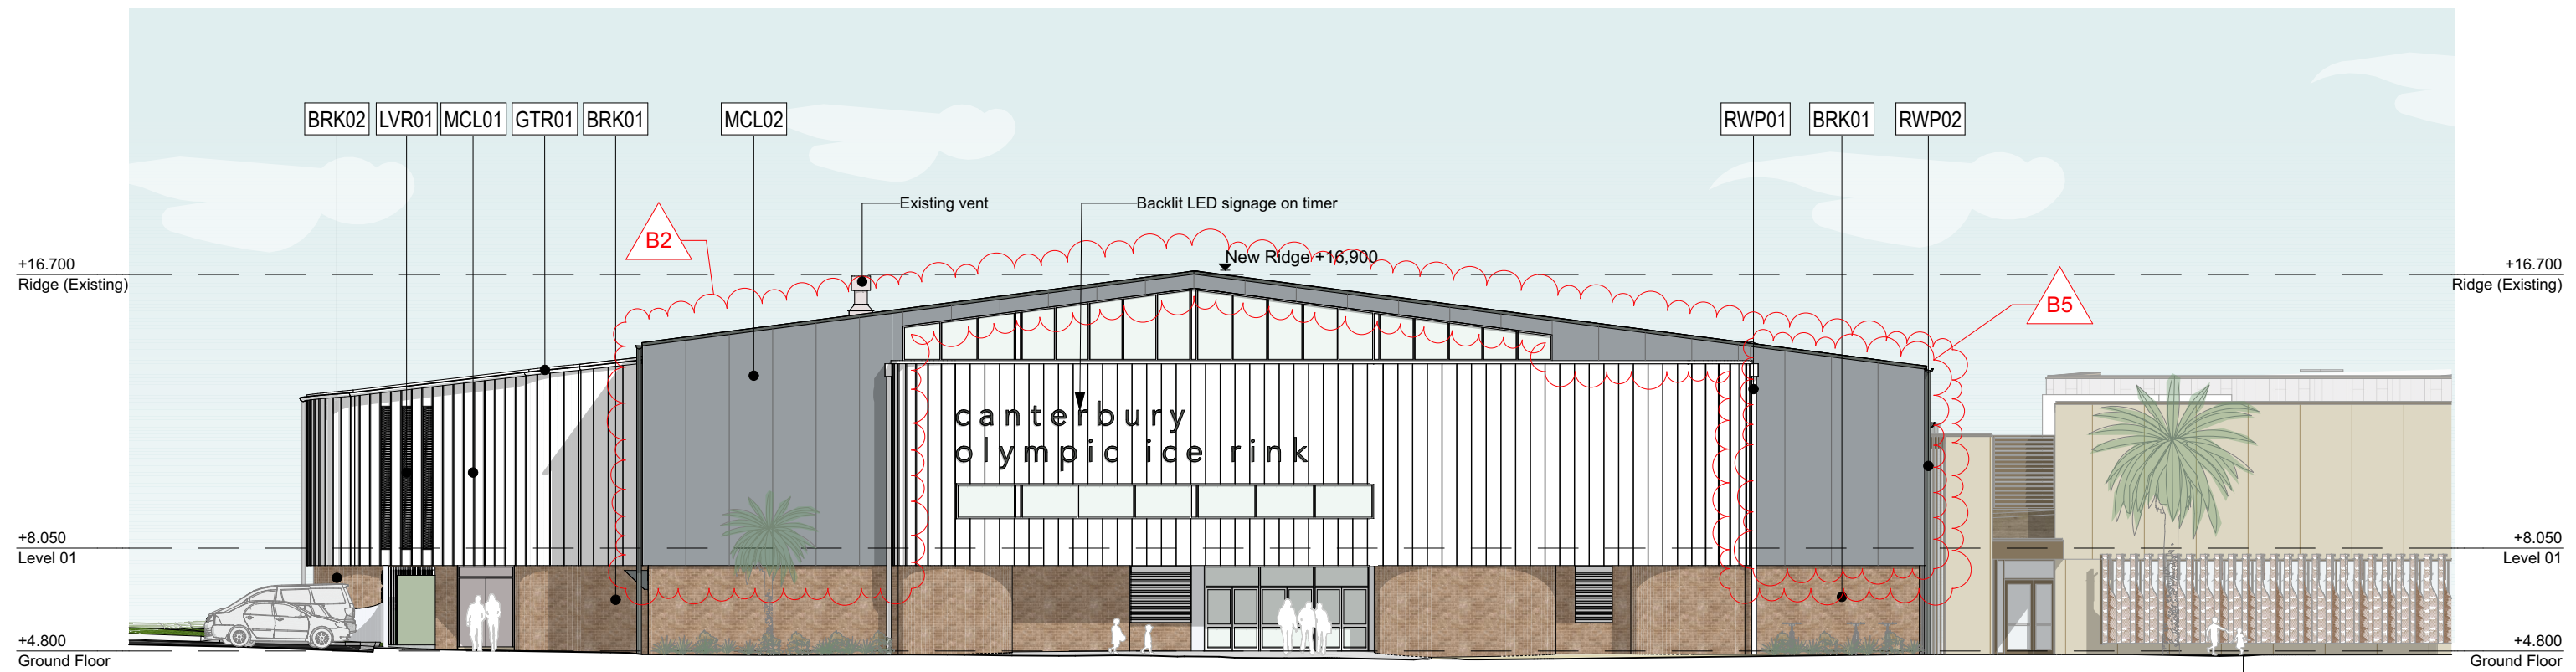 BRK02 LVR01 MCL01 GTR01 BRK01 MCL02 RWP01 BRK01 RWP02
Existing vent
Backlit LED signage on timer
B2
New Ridge +16,900
+16.700
Ridge (Existing)
+16.700
Ridge (Existing)
B5
canterbury
olympic ice rink
+8.050
Level 01
+8.050
Level 01
+4.800
Ground Floor
+4.800
Ground Floor